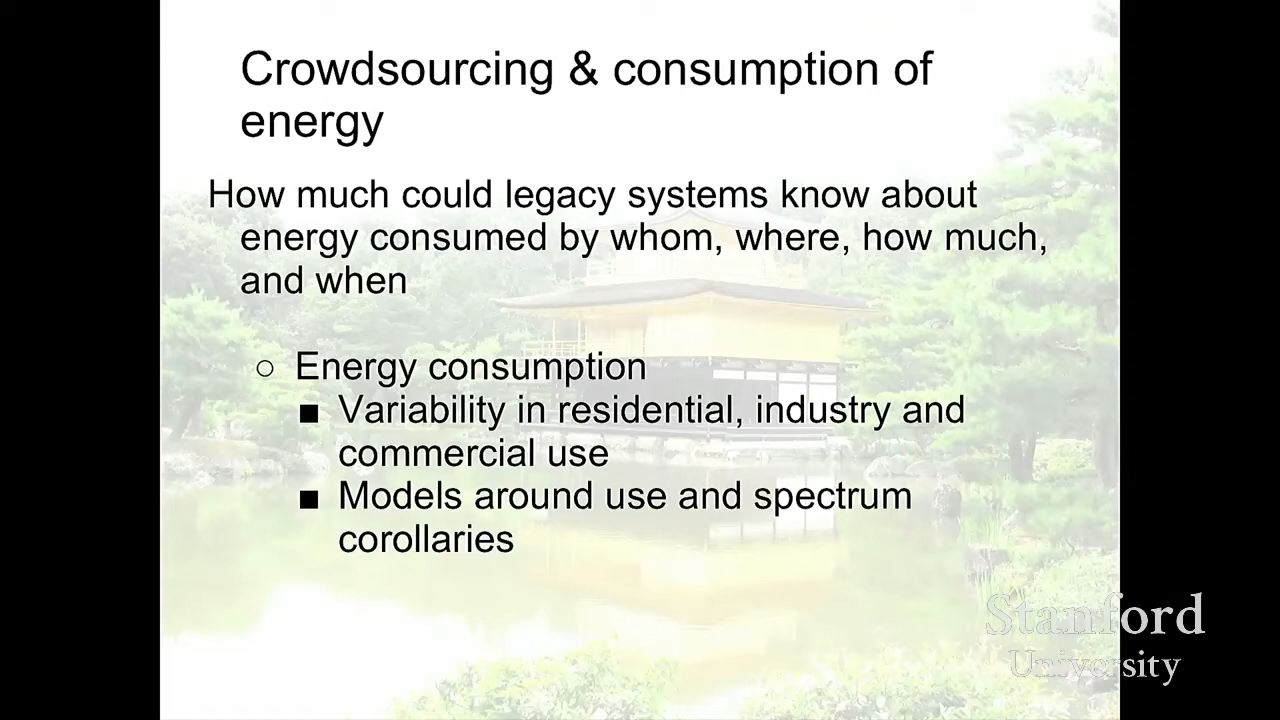 Crowdsourcing & consumption of
energy
How much could legacy systems know about
energy consumed by whom, where, how much,
and when
○ Energy consumption
■ Variability in residential, industry and
commercial use
■ Models around use and spectrum
corollaries
Stanford
University